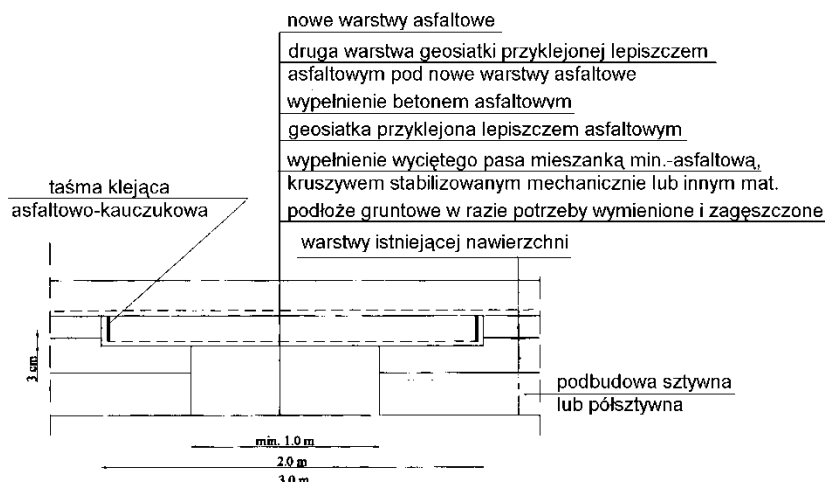 nowe warstwy asfaltowe
druga warstwa geosiatki przyklejonej lepiszczem
asfaltowym pod nowe warstwy asfaltowe
wypełnienie betonem asfaltowym
geosiatka przyklejona lepiszczem asfaltowym
wypełnienie wyciętego pasa mieszanką min.-asfaltową,
kruszywem stabilizowanym mechanicznie lub innym mat.
podłoże gruntowe w razie potrzeby wymienione i zagęszczone
warstwy istniejącej nawierzchni
taśma klejąca
asfaltowo-kauczukowa
3 cm
podbudowa sztywna
lub półsztywna
min. 1.0 m
2.0 m
3.0 m